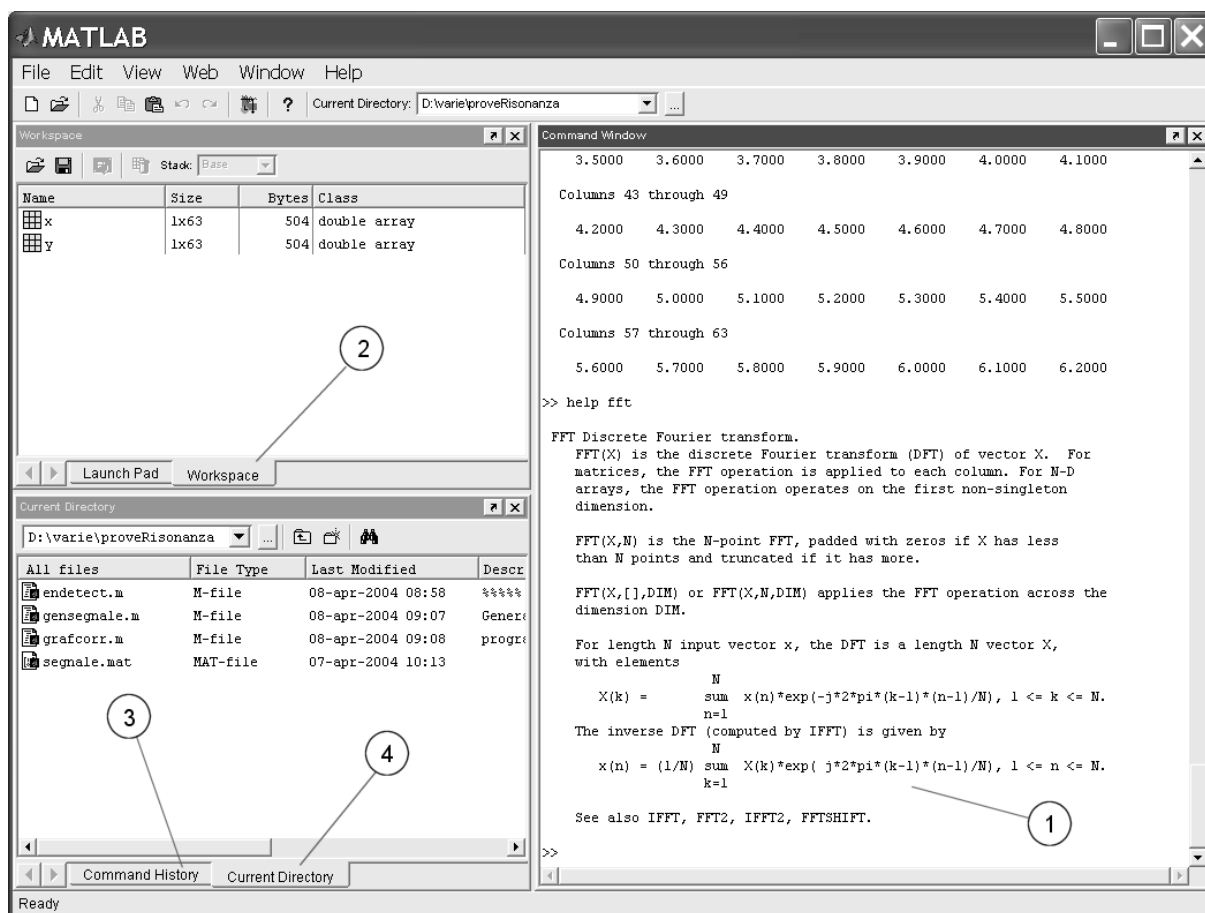 MATLAB
File Edit View Web Window Help
? Current Directory: D:\varie\proveRisonanza ...
Workspace
Stack: Base
Name Size Bytes Class
x 1x63 504 double array
y 1x63 504 double array
2
Launch Pad Workspace
Current Directory
D:\varie\proveRisonanza ...
All files File Type Last Modified Descr
endetect.m M-file 08-apr-2004 08:58 %%%%%
gensegnale.m M-file 08-apr-2004 09:07 Genera
grafcorr.m M-file 08-apr-2004 09:08 progra
segnale.mat MAT-file 07-apr-2004 10:13
3
4
Command History Current Directory
Command Window
3.5000 3.6000 3.7000 3.8000 3.9000 4.0000 4.1000
Columns 43 through 49
4.2000 4.3000 4.4000 4.5000 4.6000 4.7000 4.8000
Columns 50 through 56
4.9000 5.0000 5.1000 5.2000 5.3000 5.4000 5.5000
Columns 57 through 63
5.6000 5.7000 5.8000 5.9000 6.0000 6.1000 6.2000
>> help fft
FFT Discrete Fourier transform.
FFT(X) is the discrete Fourier transform (DFT) of vector X. For
matrices, the FFT operation is applied to each column. For N-D
arrays, the FFT operation operates on the first non-singleton
dimension.
FFT(X,N) is the N-point FFT, padded with zeros if X has less
than N points and truncated if it has more.
FFT(X,[],DIM) or FFT(X,N,DIM) applies the FFT operation across the
dimension DIM.
For length N input vector x, the DFT is a length N vector X,
with elements
N
X(k) = sum x(n)*exp(-j*2*pi*(k-1)*(n-1)/N), 1 <= k <= N.
n=1
The inverse DFT (computed by IFFT) is given by
N
x(n) = (1/N) sum X(k)*exp( j*2*pi*(k-1)*(n-1)/N), 1 <= n <= N.
k=1
See also IFFT, FFT2, IFFT2, FFTSHIFT.
1
>>
Ready